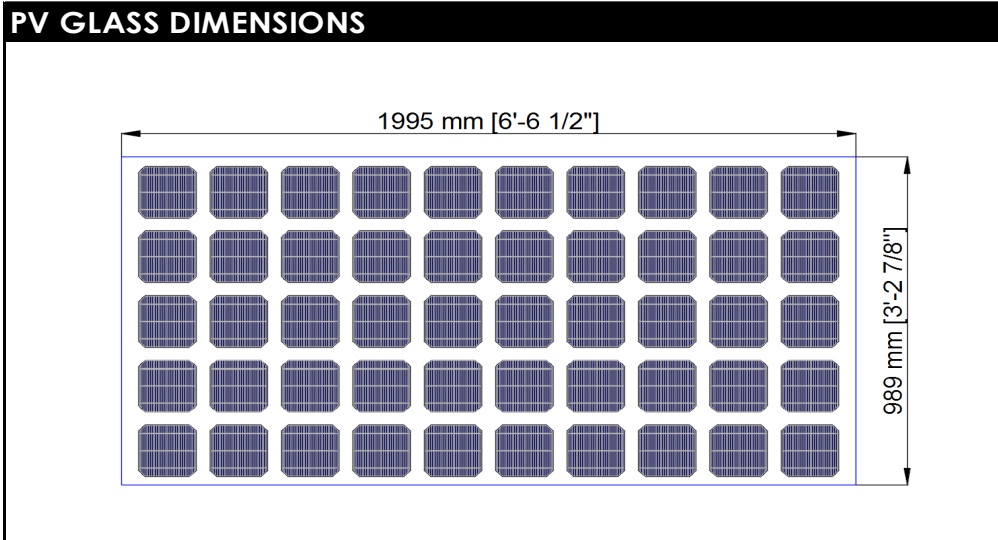 PV GLASS DIMENSIONS
1995 mm [6'-6 1/2"]
989 mm [3'-2 7/8"]